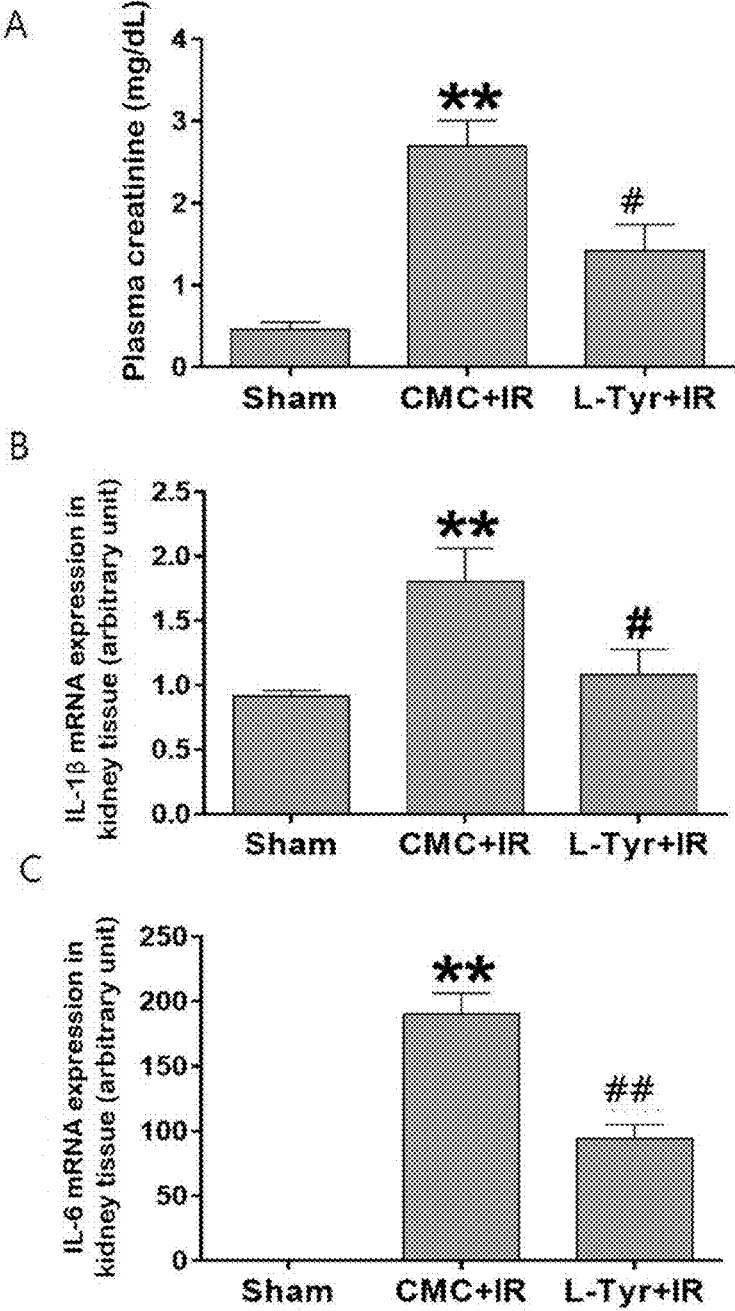 A
Plasma creatinine (mg/dL)
4
3
2
1
0
**
#
Sham CMC+IR L-Tyr+IR
B
IL-1β mRNA expression in
kidney tissue (arbitrary unit)
2.5
2.0
1.5
1.0
0.5
0.0
**
#
Sham CMC+IR L-Tyr+IR
C
IL-6 mRNA expression in
kidney tissue (arbitrary unit)
250
200
150
100
50
0
**
##
Sham CMC+IR L-Tyr+IR